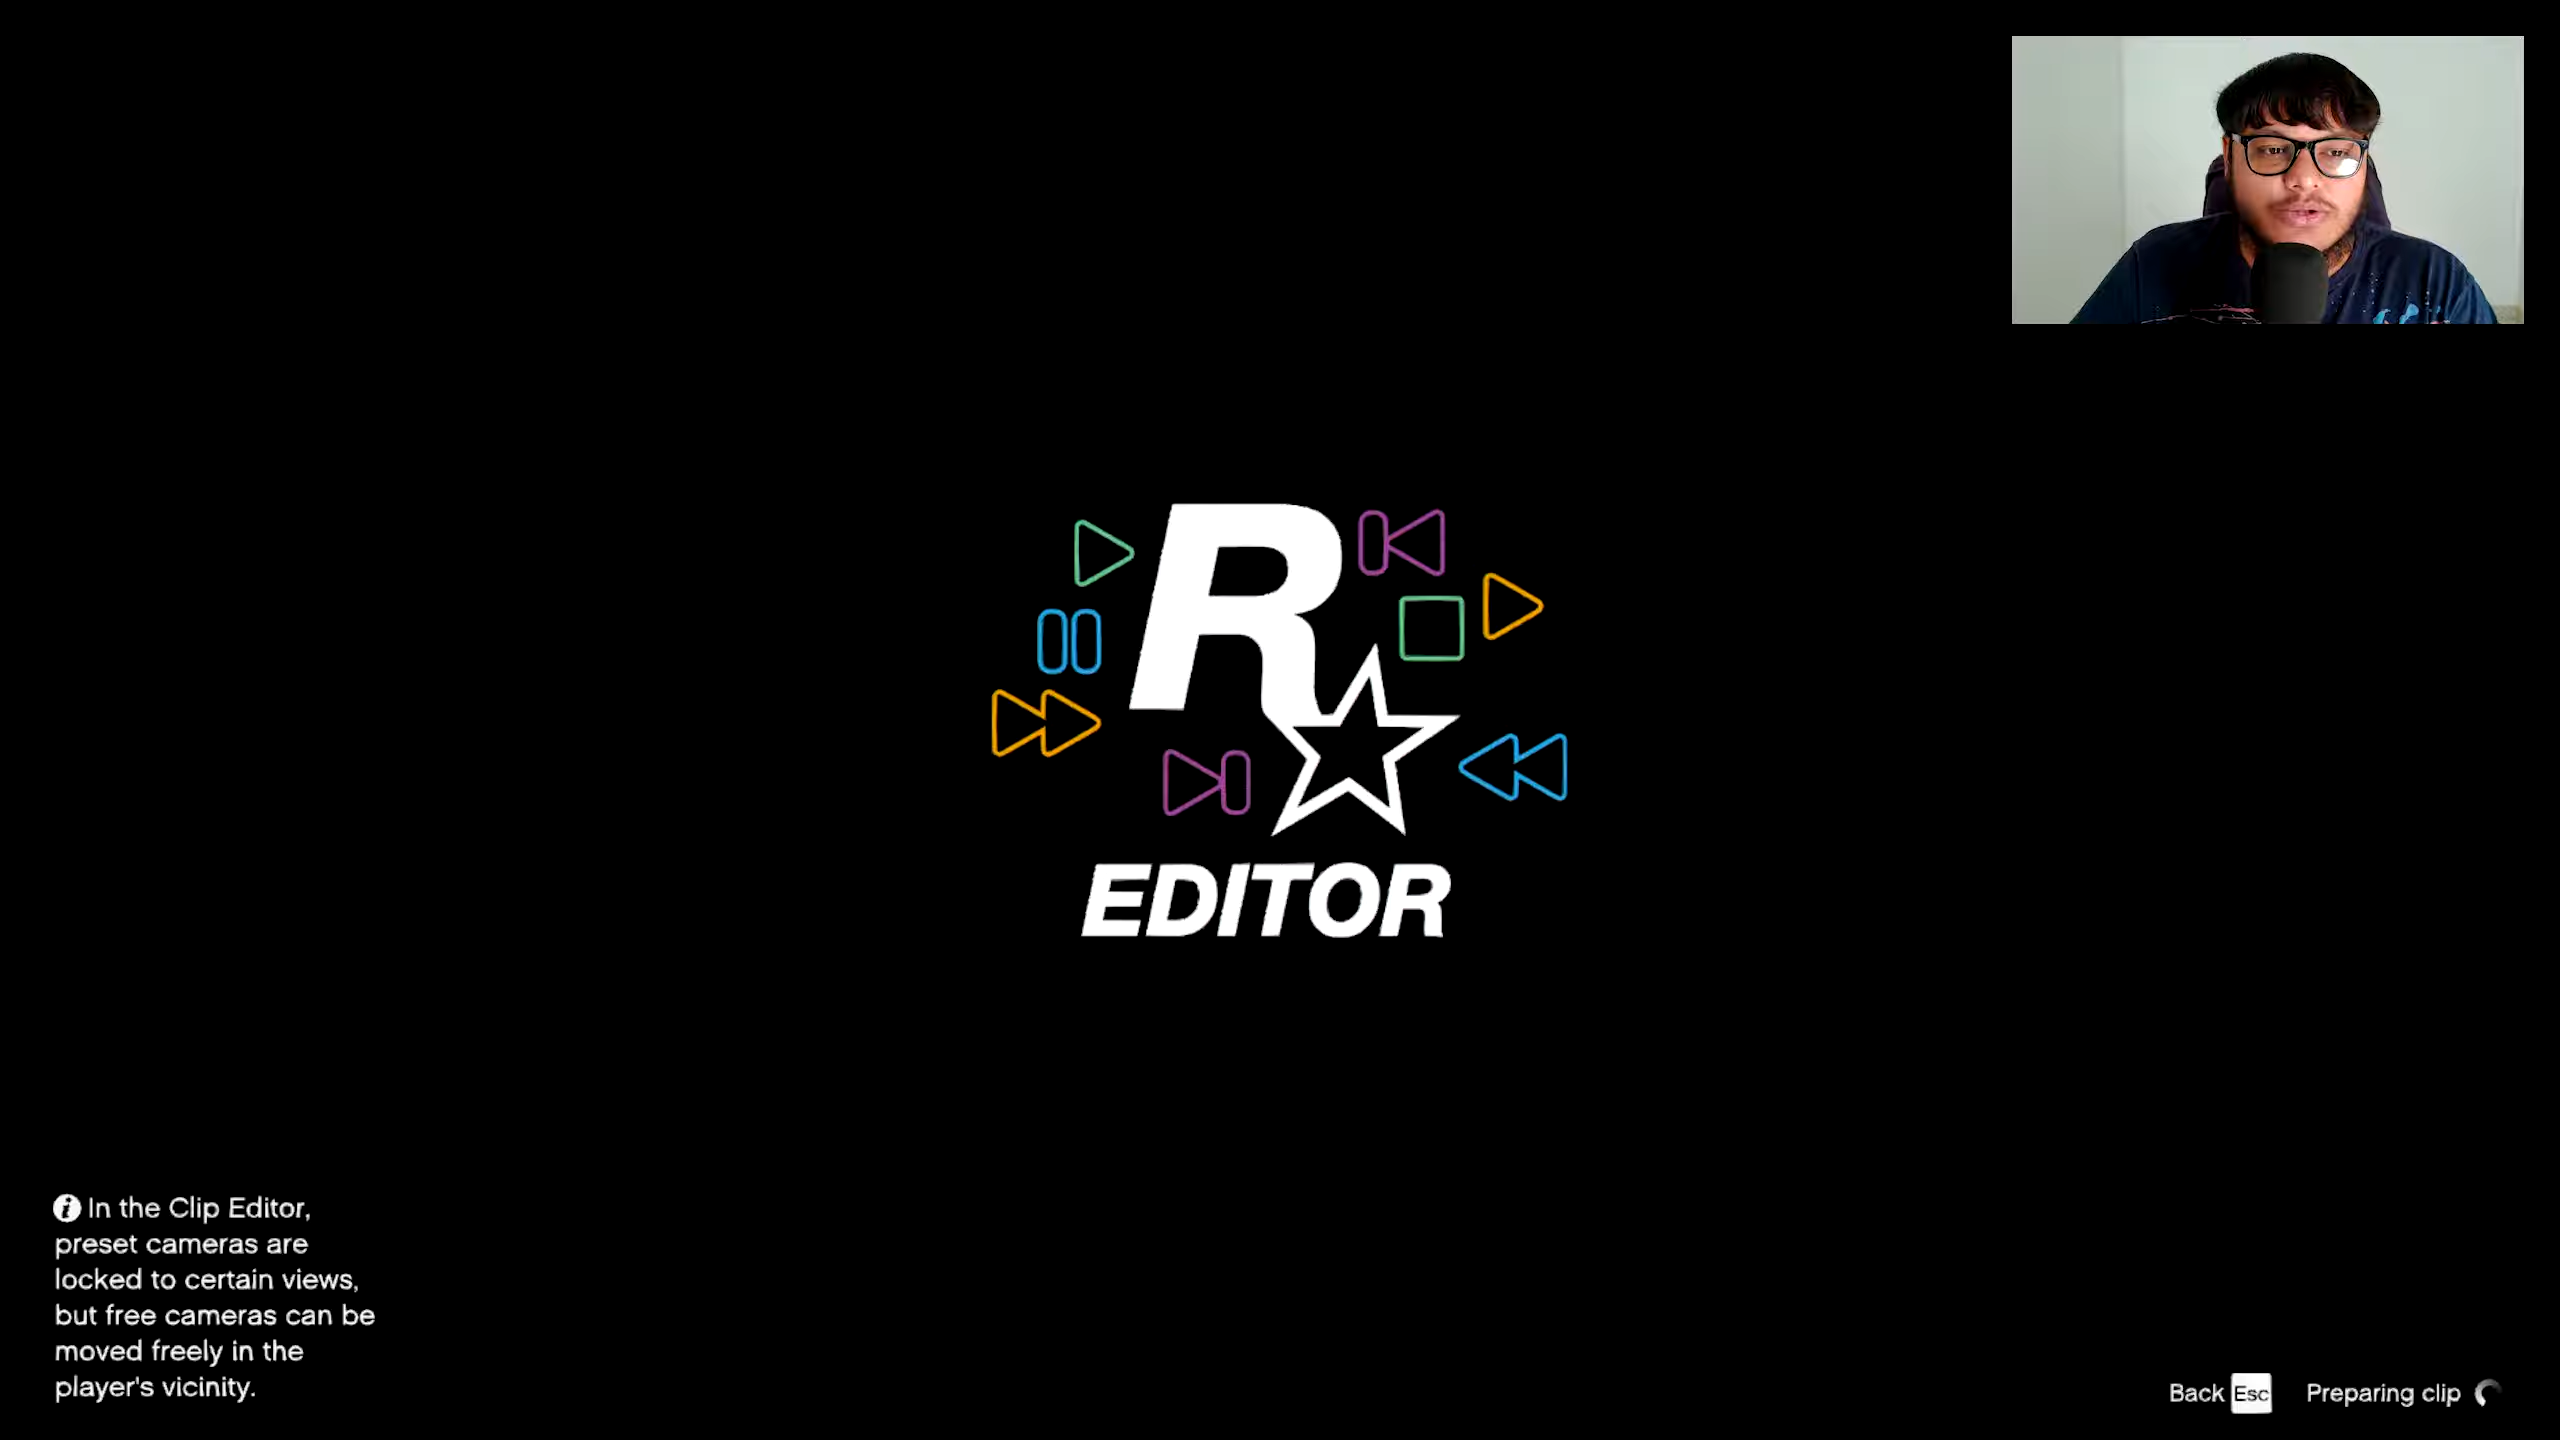 R
EDITOR
In the Clip Editor,
preset cameras are
locked to certain views,
but free cameras can be
moved freely in the
player's vicinity.
Back Esc Preparing clip